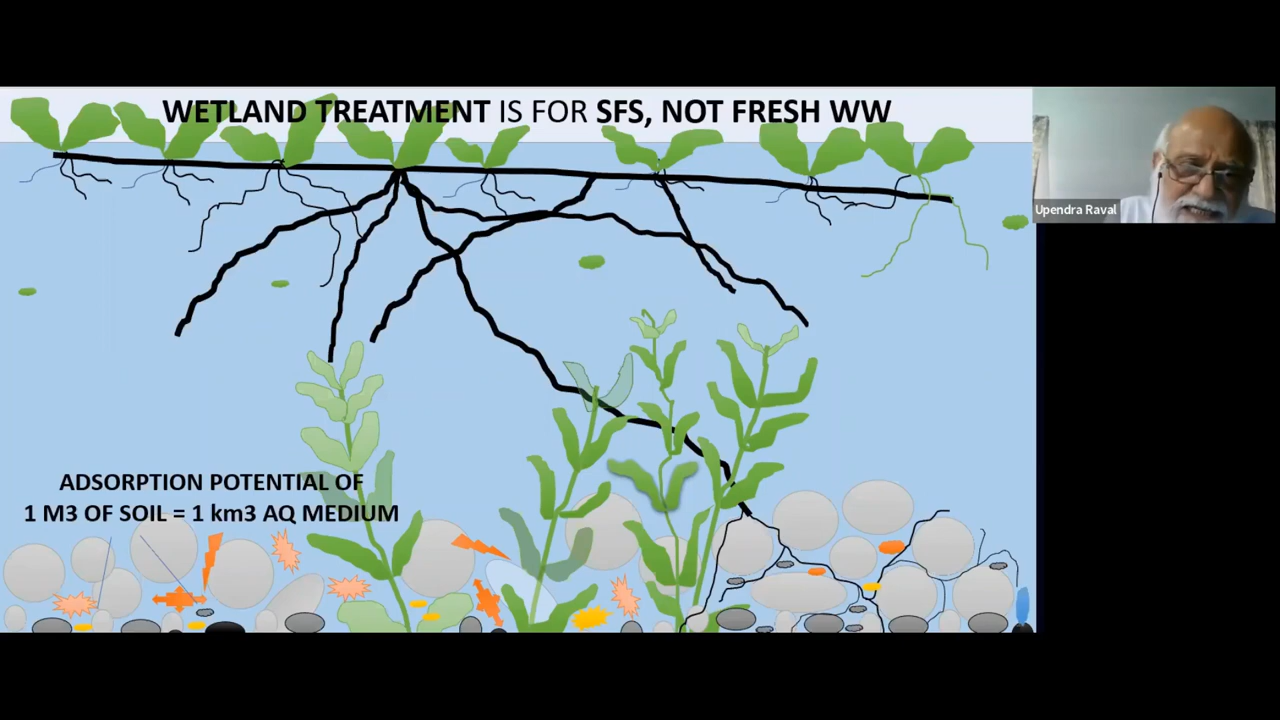 WETLAND TREATMENT IS FOR SFS, NOT FRESH WW
Upendra Raval
ADSORPTION POTENTIAL OF
1 M3 OF SOIL = 1 km3 AQ MEDIUM